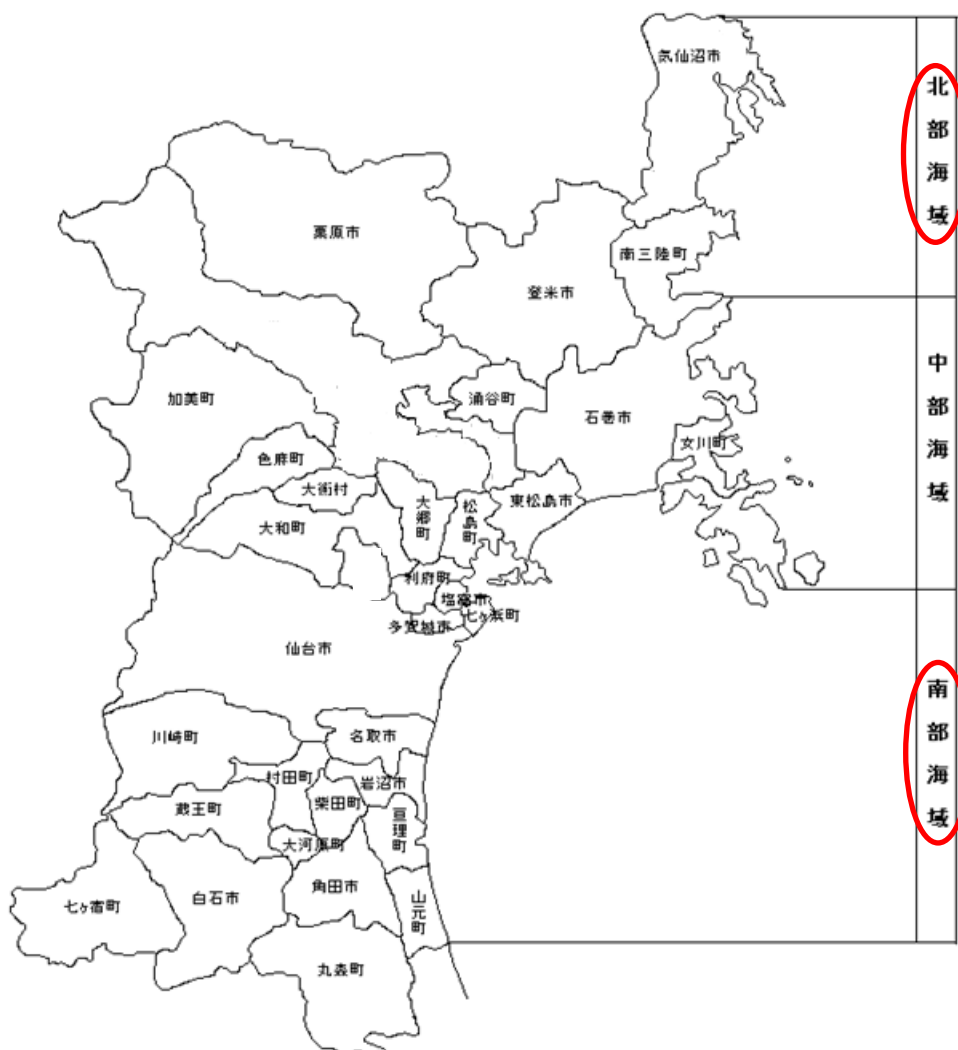 気仙沼市
北部海域
栗原市
南三陸町
登米市
中部海域
加美町
涌谷町
石巻市
女川町
色麻町
大衡村
大郷町
松島町
東松島市
大和町
利府町
塩竈市
七ヶ浜町
多賀城市
仙台市
南部海域
川崎町
名取市
村田町
岩沼市
柴田町
蔵王町
亘理町
大河原町
角田市
白石市
七ヶ宿町
山元町
丸森町